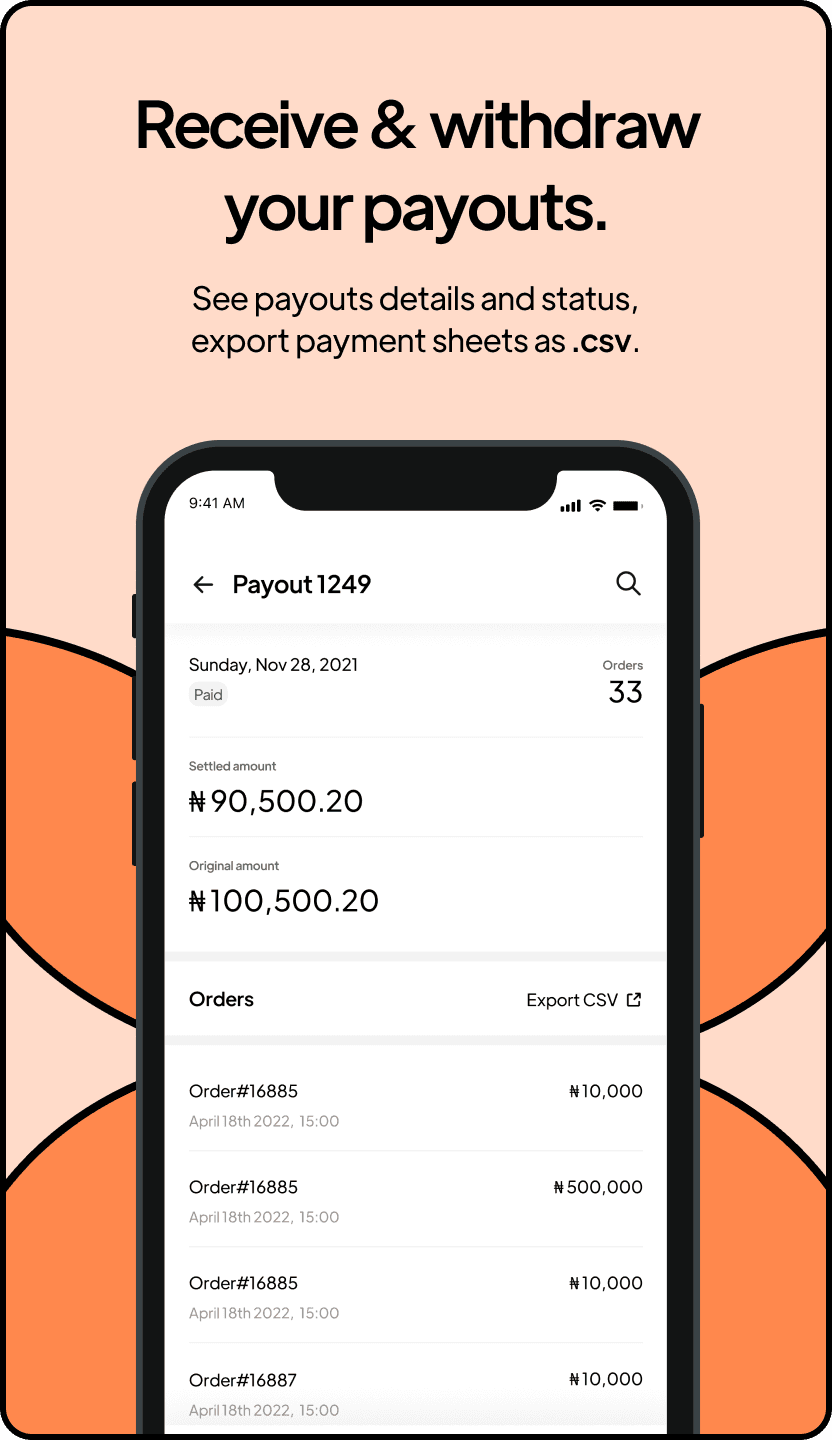 Receive & withdraw
your payouts.
See payouts details and status,
export payment sheets as .csv.
9:41 AM
Payout 1249
Sunday, Nov 28, 2021
Orders
Paid
33
Settled amount
₦ 90,500.20
Original amount
₦100,500.20
Orders
Export CSV
Order#16885
₦10,000
April 18th 2022, 15:00
Order#16885
₦500,000
April 18th 2022, 15:00
Order#16885
₦10,000
April 18th 2022, 15:00
Order#16887
₦10,000
April 18th 2022, 15:00